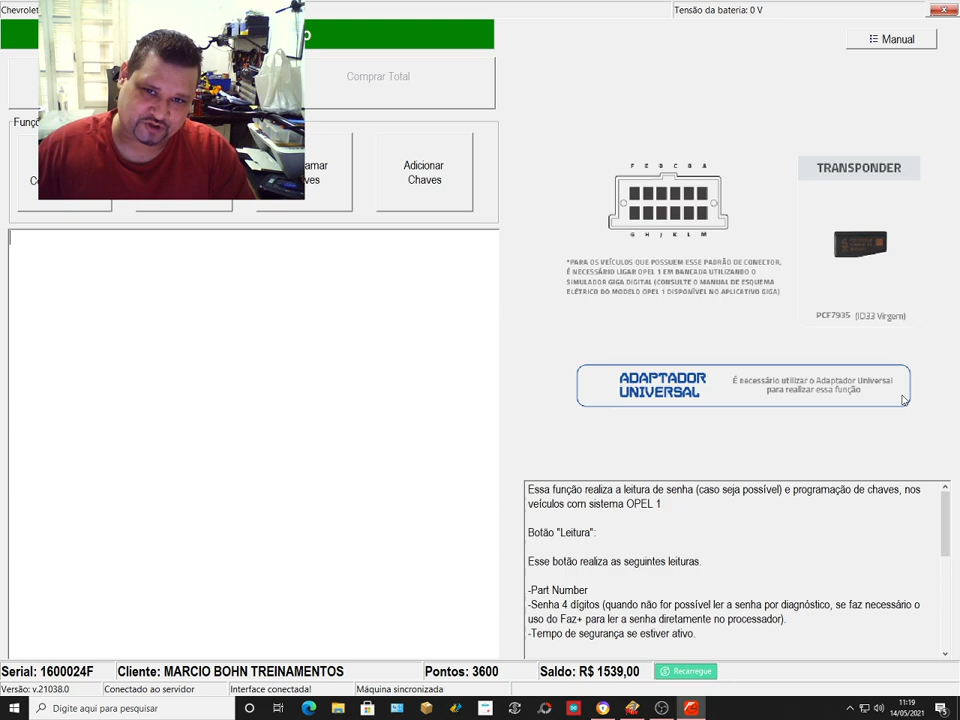 Chevrolet
Tensão da bateria: 0 V
Manual
Comprar Total
Adicionar
Chaves
F E D C B A
G H J K L M
TRANSPONDER
*PARA OS VEÍCULOS QUE POSSUEM ESSE PADRÃO DE CONECTOR,
É NECESSÁRIO LIGAR OPEL 1 EM BANCADA UTILIZANDO O
SIMULADOR GIGA DIGITAL (CONSULTE O MANUAL DE ESQUEMA
ELÉTRICO DO MODELO OPEL 1 DISPONÍVEL NO APLICATIVO GIGA)
PCF7935 (ID33 Virgem)
ADAPTADOR
UNIVERSAL
É necessário utilizar o Adaptador Universal
para realizar essa função
Essa função realiza a leitura de senha (caso seja possível) e programação de chaves, nos
veículos com sistema OPEL 1
Botão "Leitura":
Esse botão realiza as seguintes leituras.
-Part Number
-Senha 4 dígitos (quando não for possível ler a senha por diagnóstico, se faz necessário o
uso do Faz+ para ler a senha diretamente no processador).
-Tempo de segurança se estiver ativo.
Serial: 1600024F
Cliente: MARCIO BOHN TREINAMENTOS
Pontos: 3600
Saldo: R$ 1539,00
Recarregue
Versão: v.21038.0
Conectado ao servidor
Interface conectada!
Máquina sincronizada
Digite aqui para pesquisar
11:19
14/05/2021